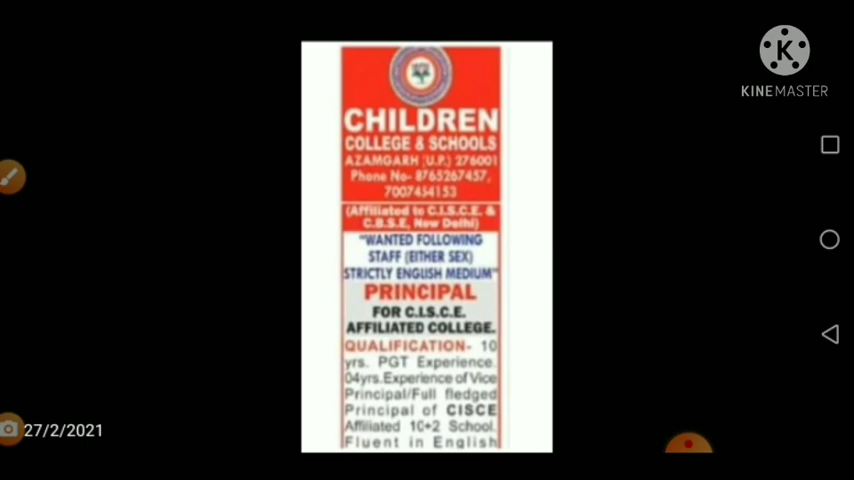 CHILDREN
COLLEGE & SCHOOLS
AZAMGARH (U.P.) 276001
Phone No- 8765267457,
7007454153
(Affiliated to C.I.S.C.E. &
C.B.S.E, New Delhi)
"WANTED FOLLOWING
STAFF (EITHER SEX)
STRICTLY ENGLISH MEDIUM"
PRINCIPAL
FOR C.I.S.C.E.
AFFILIATED COLLEGE.
QUALIFICATION- 10
yrs. PGT Experience.
04yrs.Experience of Vice
Principal/Full fledged
Principal of CISCE
Affiliated 10+2 School.
Fluent in English
K
KINEMASTER
27/2/2021